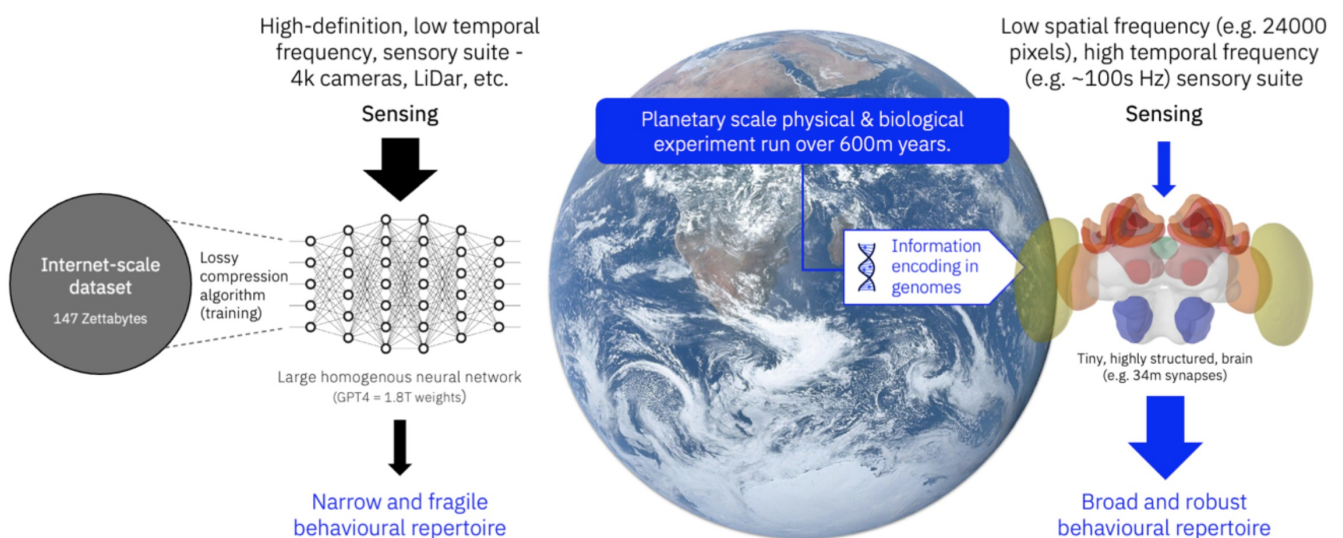 High-definition, low temporal
frequency, sensory suite -
4k cameras, LiDar, etc.
Sensing
Internet-scale
dataset
147 Zettabytes
Lossy
compression
algorithm
(training)
Large homogenous neural network
(GPT4 = 1.8T weights)
Narrow and fragile
behavioural repertoire
Planetary scale physical & biological
experiment run over 600m years.
Information
encoding in
genomes
Low spatial frequency (e.g. 24000
pixels), high temporal frequency
(e.g. ~100s Hz) sensory suite
Sensing
Tiny, highly structured, brain
(e.g. 34m synapses)
Broad and robust
behavioural repertoire